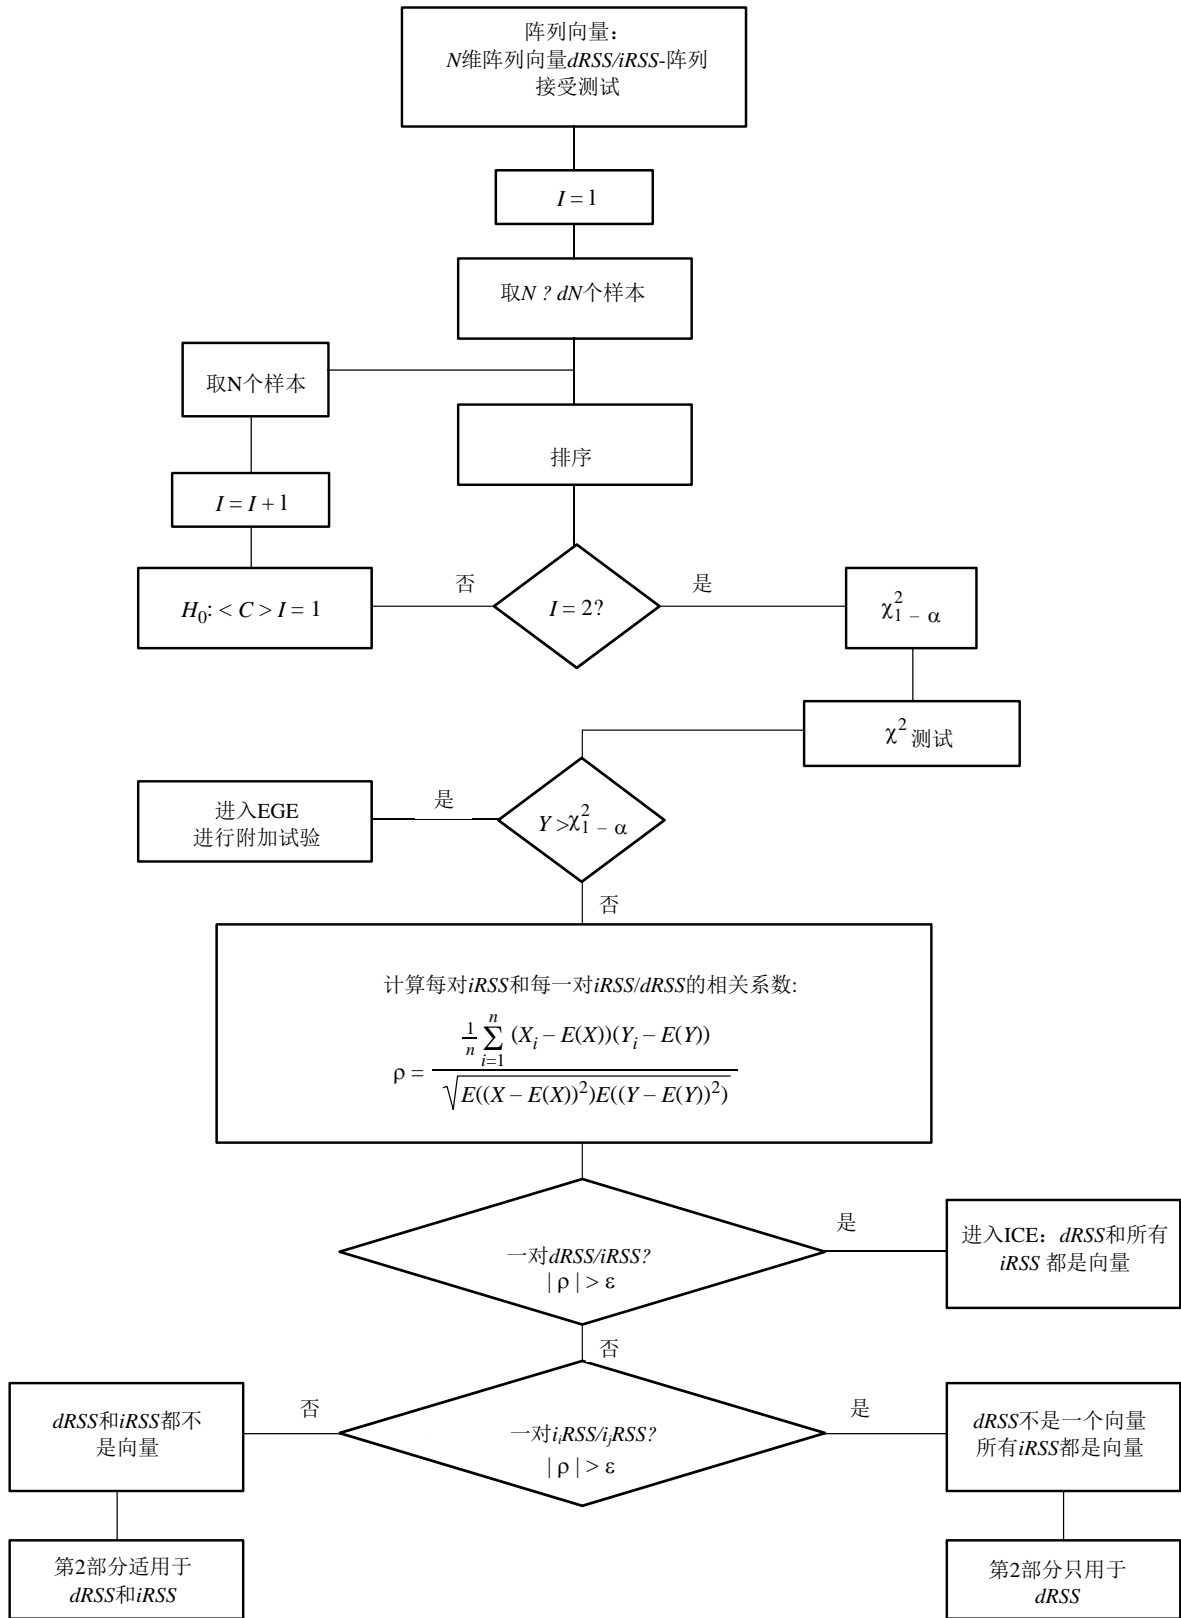 阵列向量：
N维阵列向量dRSS/iRSS-阵列
接受测试
I = 1
取N ? dN个样本
取N个样本
排序
I = I + 1
否
是
H₀: < C > I = 1
I = 2?
χ²₁ ₋ α
χ² 测试
进入EGE
进行附加试验
是
Y >χ²₁ ₋ α
否
计算每对iRSS和每一对iRSS/dRSS的相关系数:
ρ = \frac{\frac{1}{n} \sum_{i=1}^{n} (X_i – E(X))(Y_i – E(Y))}{\sqrt{E((X – E(X))^2)E((Y – E(Y))^2)}}
是
一对dRSS/iRSS?
| ρ | > ε
进入ICE：dRSS和所有
iRSS 都是向量
否
dRSS和iRSS都不
是向量
否
一对iᵢRSS/iⱼRSS?
| ρ | > ε
是
dRSS不是一个向量
所有iRSS都是向量
第2部分适用于
dRSS和iRSS
第2部分只用于
dRSS